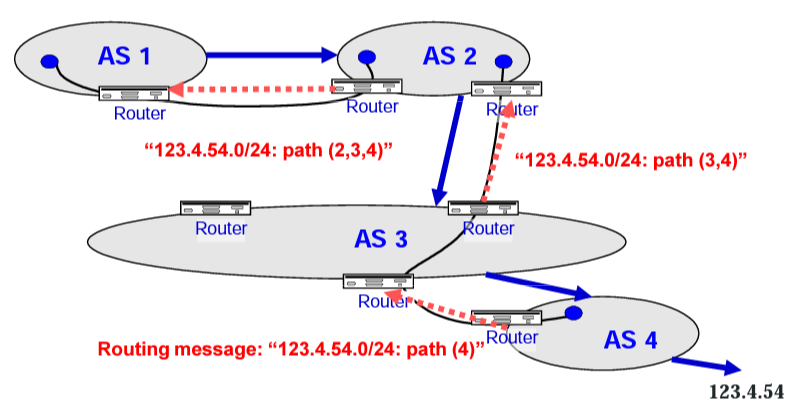 AS 1
AS 2
Router
Router
Router
“123.4.54.0/24: path (2,3,4)”
“123.4.54.0/24: path (3,4)”
Router
Router
AS 3
Router
Router
AS 4
Routing message: “123.4.54.0/24: path (4)”
123.4.54